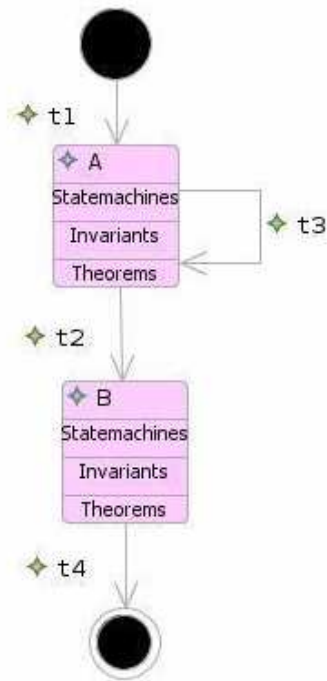 t1
A
Statemachines
t3
Invariants
Theorems
t2
B
Statemachines
Invariants
Theorems
t4